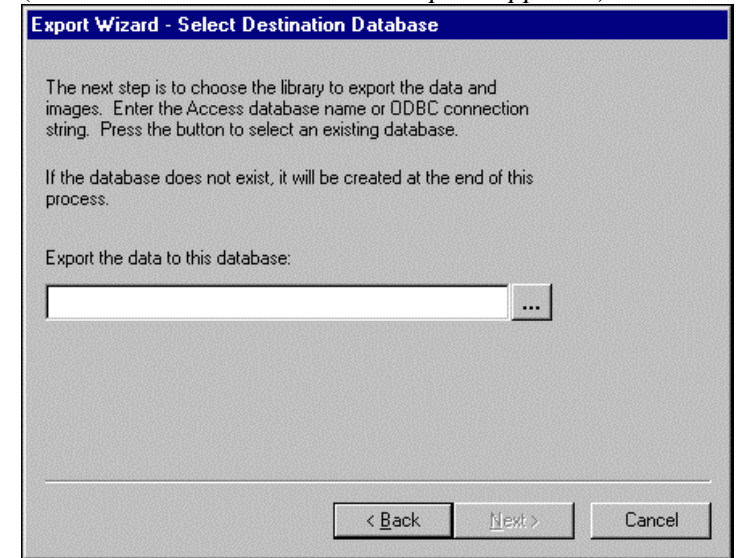 Export Wizard - Select Destination Database
The next step is to choose the library to export the data and
images. Enter the Access database name or ODBC connection
string. Press the button to select an existing database.
If the database does not exist, it will be created at the end of this
process.
Export the data to this database:
...
< Back Next > Cancel